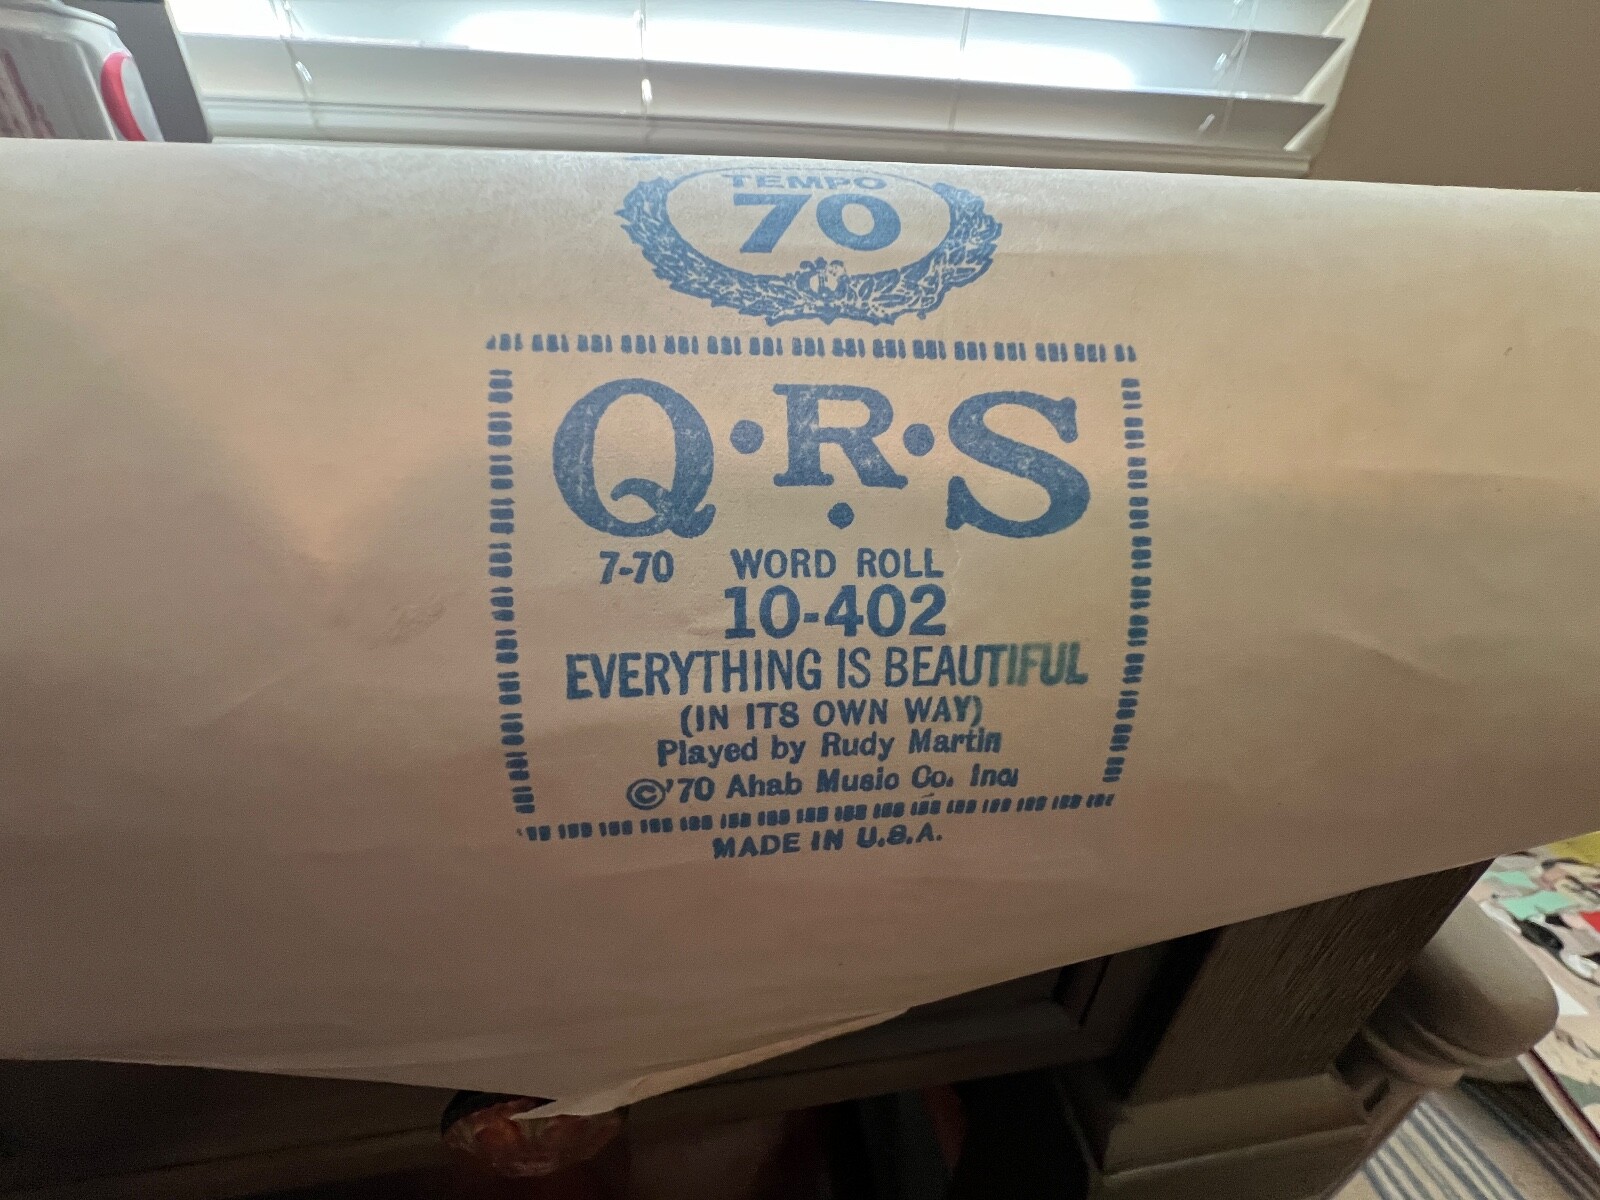 TEMPO
70
Q·R·S
7-70 WORD ROLL
10-402
EVERYTHING IS BEAUTIFUL
(IN ITS OWN WAY)
Played by Rudy Martin
©'70 Ahab Music Co. Inc.
MADE IN U.S.A.